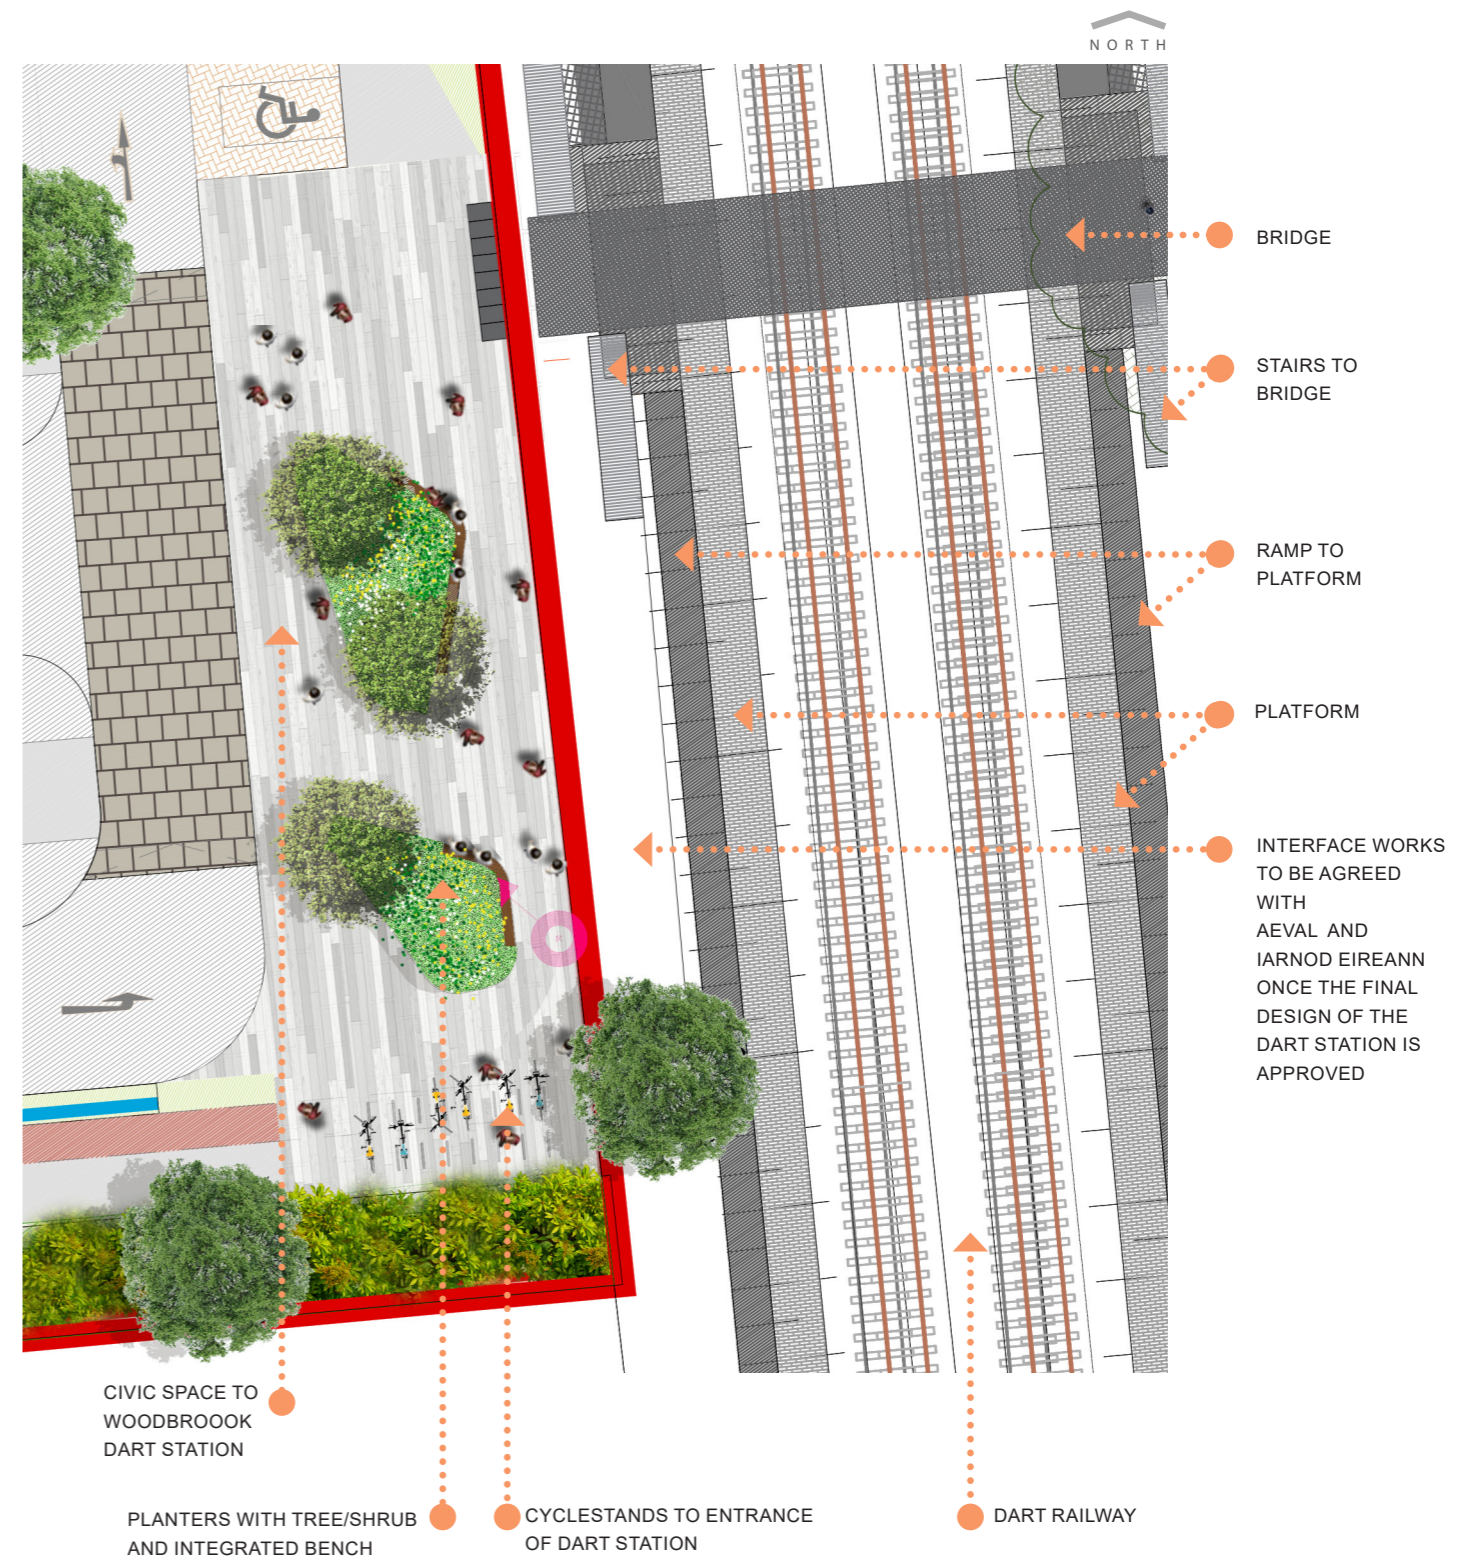 NORTH
BRIDGE
STAIRS TO
BRIDGE
RAMP TO
PLATFORM
PLATFORM
INTERFACE WORKS
TO BE AGREED
WITH
AEVAL AND
IARNOD EIREANN
ONCE THE FINAL
DESIGN OF THE
DART STATION IS
APPROVED
CIVIC SPACE TO
WOODBROOOK
DART STATION
PLANTERS WITH TREE/SHRUB
AND INTEGRATED BENCH
CYCLESTANDS TO ENTRANCE
OF DART STATION
DART RAILWAY